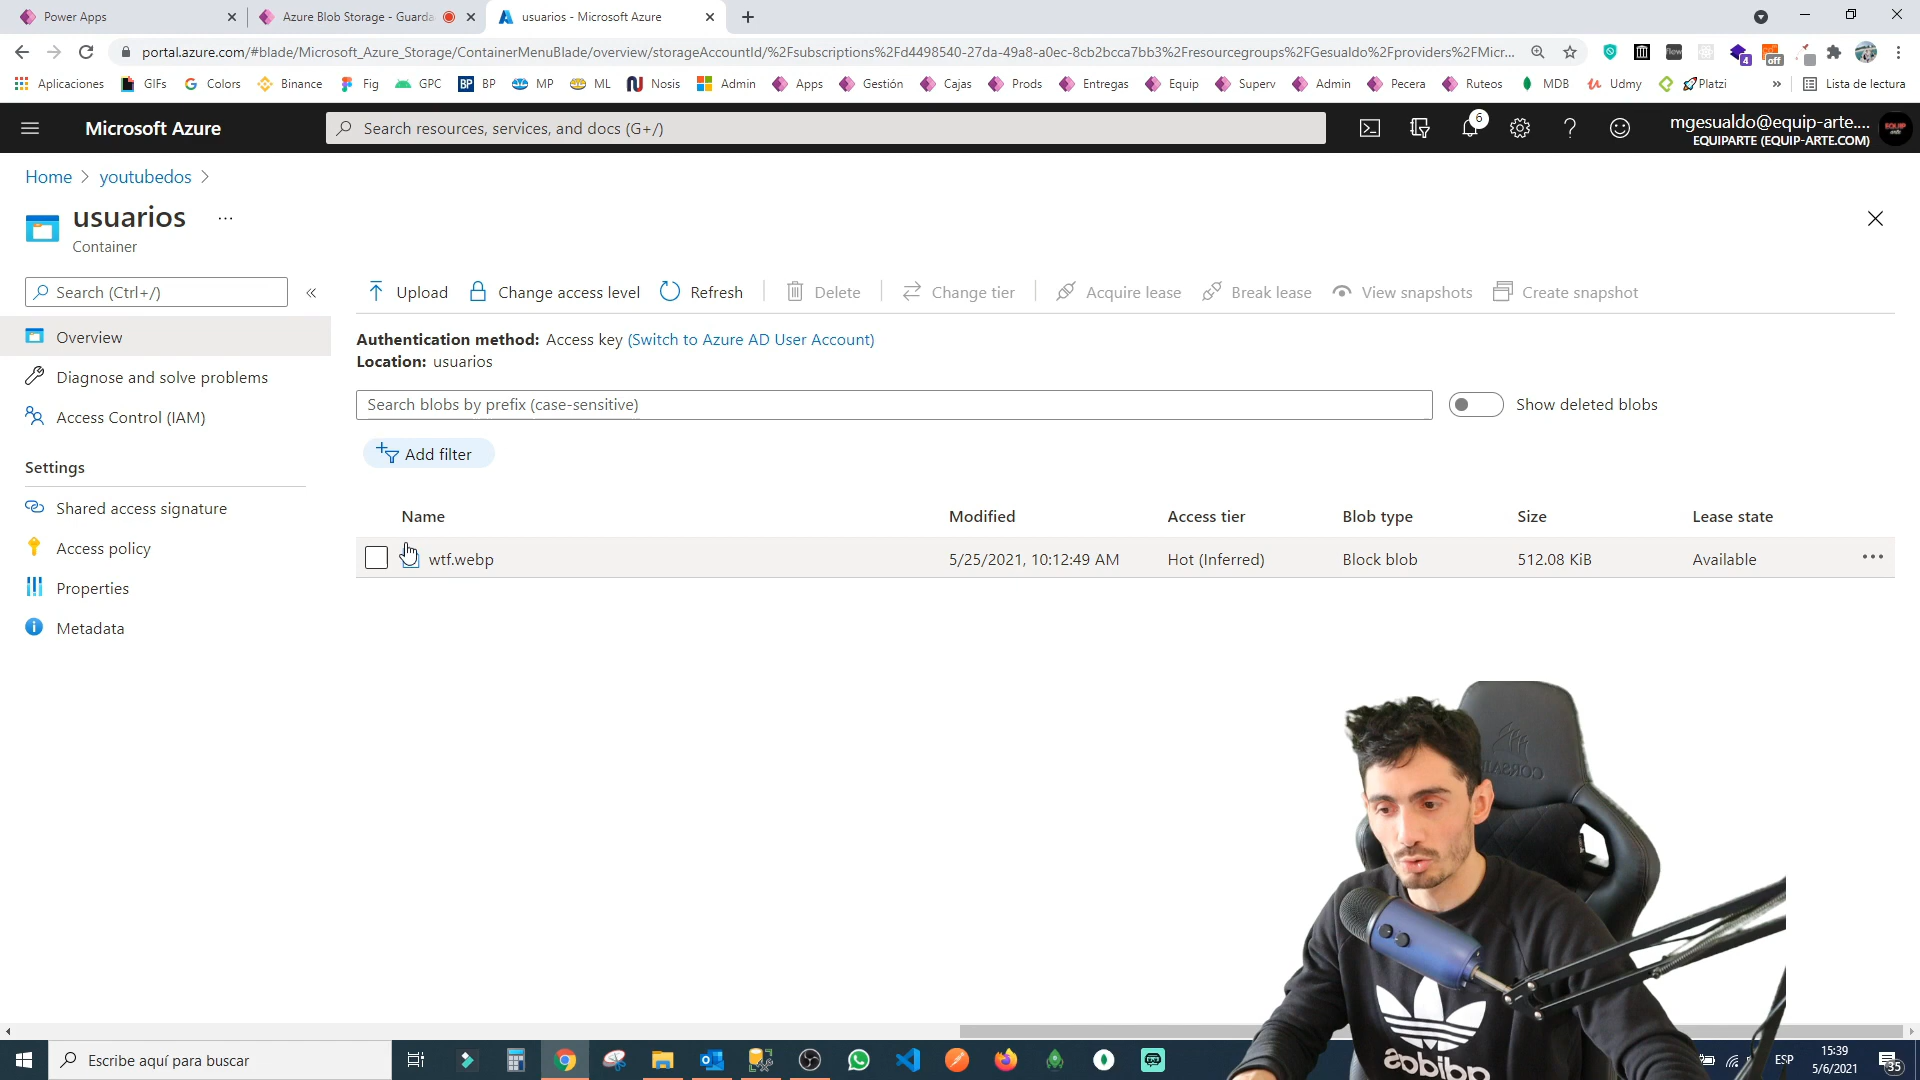 Power Apps
Azure Blob Storage - Guarda
usuarios - Microsoft Azure
portal.azure.com/#blade/Microsoft_Azure_Storage/ContainerMenuBlade/overview/storageAccountId/%2Fsubscriptions%2Fd4498540-27da-49a8-a0ec-8cb2bcca7bb3%2Fresourcegroups%2FGesualdo%2Fproviders%2FMicr...
4
off
Aplicaciones
GIFs
Colors
Binance
Fig
GPC
BP BP
MP
ML
Nosis
Admin
Apps
Gestión
Cajas
Prods
Entregas
Equip
Superv
Admin
Pecera
Ruteos
MDB
Udmy
Platzi
»
Lista de lectura
Microsoft Azure
Search resources, services, and docs (G+/)
6
mgesualdo@equip-arte....
EQUIPARTE (EQUIP-ARTE.COM)
Home > youtubedos >
usuarios ...
Container
Search (Ctrl+/)
«
Overview
Diagnose and solve problems
Access Control (IAM)
Settings
Shared access signature
Access policy
Properties
Metadata
Upload
Change access level
Refresh
Delete
Change tier
Acquire lease
Break lease
View snapshots
Create snapshot
Authentication method: Access key (Switch to Azure AD User Account)
Location: usuarios
Search blobs by prefix (case-sensitive)
Show deleted blobs
Add filter
Name Modified Access tier Blob type Size Lease state
wtf.webp 5/25/2021, 10:12:49 AM Hot (Inferred) Block blob 512.08 KiB Available ...
CORSAIR
adidas
Escribe aquí para buscar
ESP
15:39
5/6/2021
35